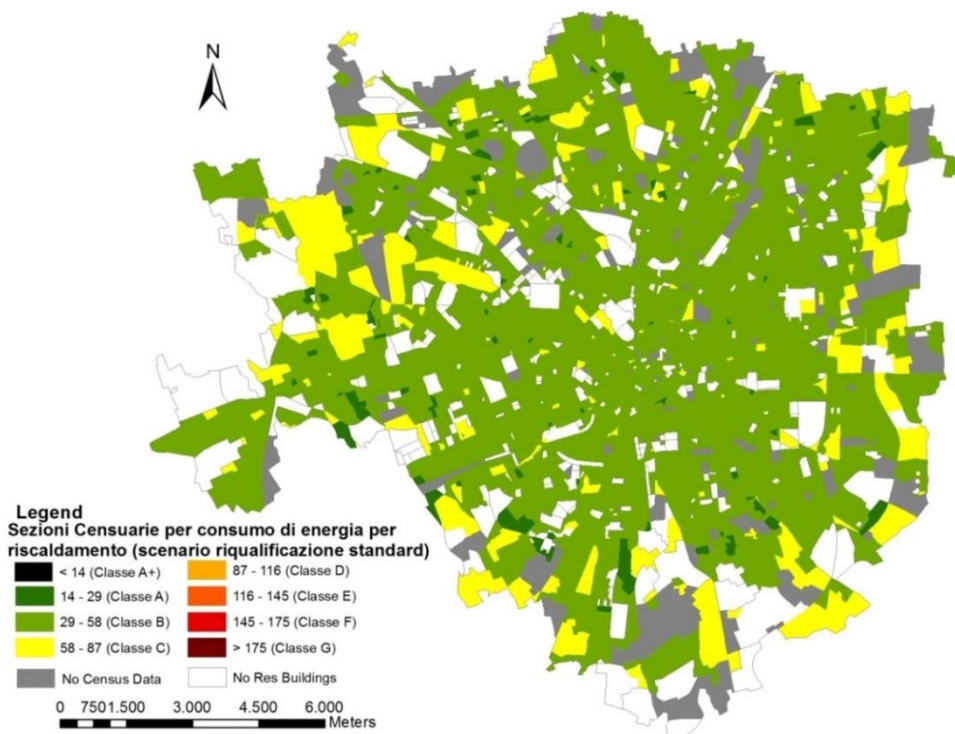 N
Legend
Sezioni Censuarie per consumo di energia per
riscaldamento (scenario riqualificazione standard)
< 14 (Classe A+) 87 - 116 (Classe D)
14 - 29 (Classe A) 116 - 145 (Classe E)
29 - 58 (Classe B) 145 - 175 (Classe F)
58 - 87 (Classe C) > 175 (Classe G)
No Census Data No Res Buildings
0 7501.500 3.000 4.500 6.000
Meters